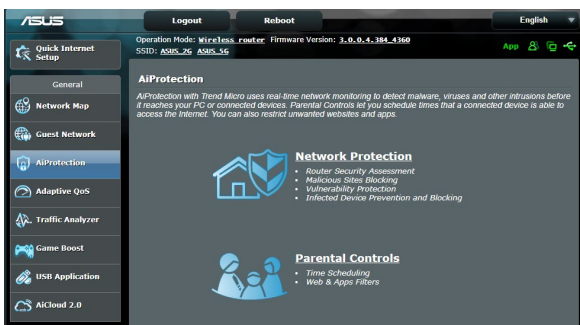 ASUS
Logout
Reboot
English
Quick Internet
Setup
Operation Mode: Wireless router Firmware Version: 3.0.0.4.384_4360
SSID: ASUS_2G ASUS_5G
App
General
Network Map
Guest Network
AiProtection
Adaptive QoS
Traffic Analyzer
Game Boost
USB Application
AiCloud 2.0
AiProtection
AiProtection with Trend Micro uses real-time network monitoring to detect malware, viruses and other intrusions before
it reaches your PC or connected devices. Parental Controls let you schedule times that a connected device is able to
access the Internet. You can also restrict unwanted websites and apps.
Network Protection
• Router Security Assessment
• Malicious Sites Blocking
• Vulnerability Protection
• Infected Device Prevention and Blocking
Parental Controls
• Time Scheduling
• Web & Apps Filters